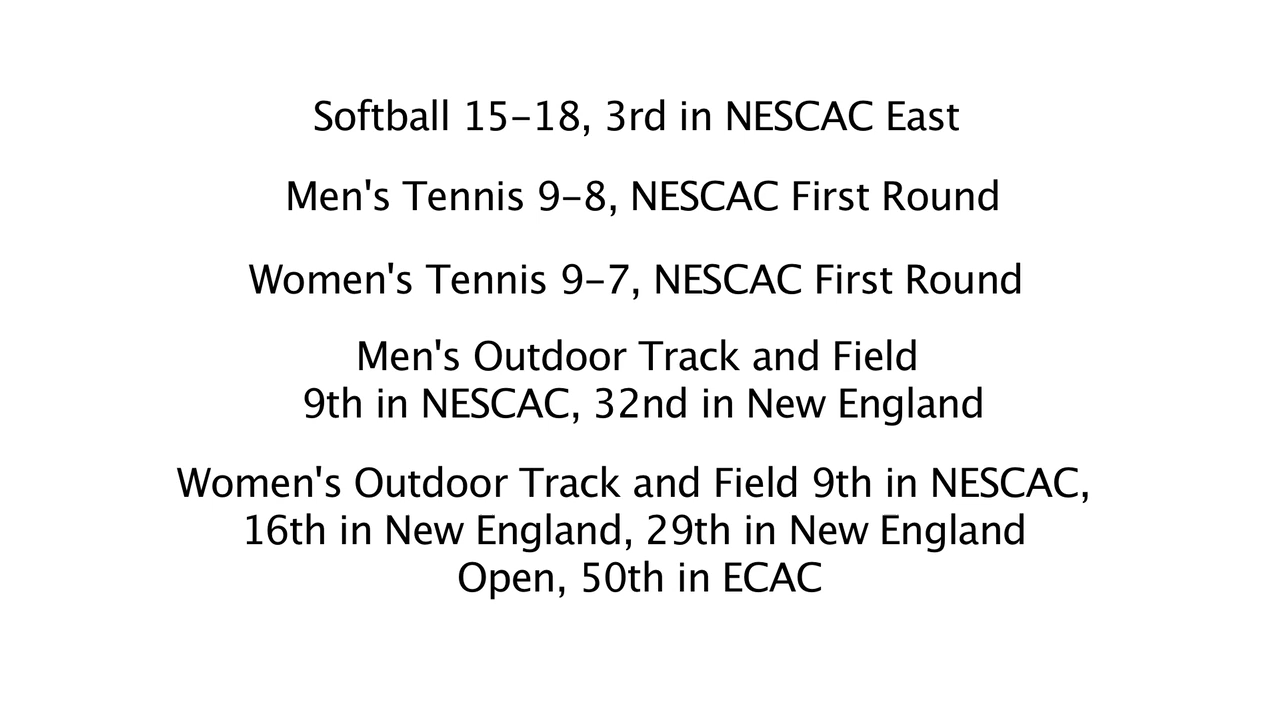 Softball 15-18, 3rd in NESCAC East
Men's Tennis 9-8, NESCAC First Round
Women's Tennis 9-7, NESCAC First Round
Men's Outdoor Track and Field
9th in NESCAC, 32nd in New England
Women's Outdoor Track and Field 9th in NESCAC,
16th in New England, 29th in New England
Open, 50th in ECAC